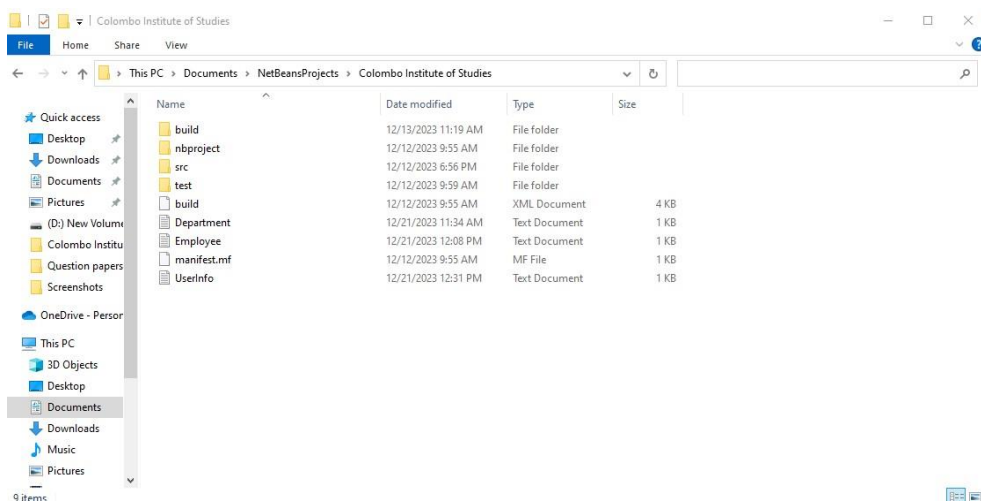 Colombo Institute of Studies
File Home Share View
This PC > Documents > NetBeansProjects > Colombo Institute of Studies
Name Date modified Type Size
Quick access
Desktop
Downloads
Documents
Pictures
(D:) New Volume
Colombo Institu
Question papers
Screenshots
OneDrive - Person
This PC
3D Objects
Desktop
Documents
Downloads
Music
Pictures
build 12/13/2023 11:19 AM File folder
nbproject 12/12/2023 9:55 AM File folder
src 12/12/2023 6:56 PM File folder
test 12/12/2023 9:59 AM File folder
build 12/12/2023 9:55 AM XML Document 4 KB
Department 12/21/2023 11:34 AM Text Document 1 KB
Employee 12/21/2023 12:08 PM Text Document 1 KB
manifest.mf 12/12/2023 9:55 AM MF File 1 KB
UserInfo 12/21/2023 12:31 PM Text Document 1 KB
9 items